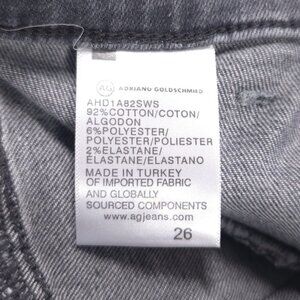 AG ADRIANO GOLDSCHMIED
AHD1A82SWS
92%COTTON/COTON/
ALGODON
6%POLYESTER/
POLYESTER/POLIESTER
2%ELASTANE/
ÉLASTANE/ELASTANO
MADE IN TURKEY
OF IMPORTED FABRIC
AND GLOBALLY
SOURCED COMPONENTS
www.agjeans.com
26